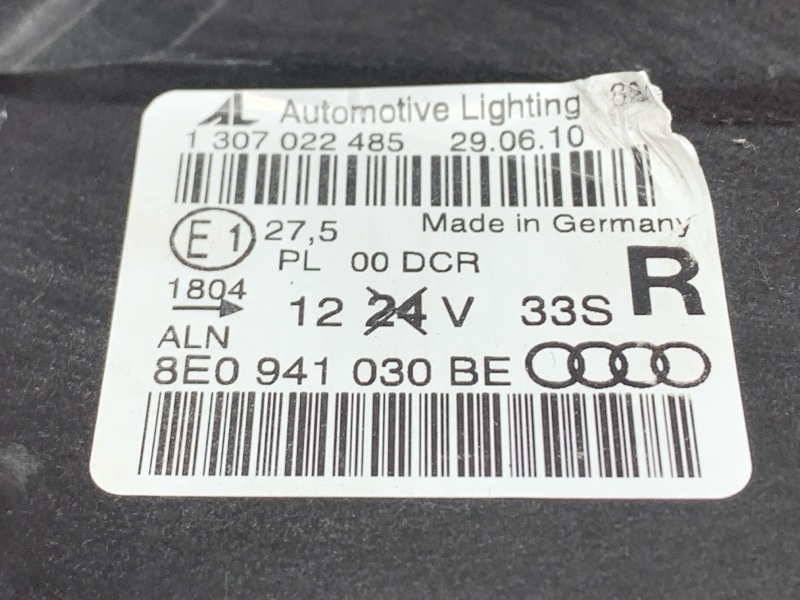 AL Automotive Lighting
1 307 022 485 29.06.10
E1 27,5 Made in Germany
PL 00 DCR
1804 12 24 V 33S R
ALN
8E0 941 030 BE